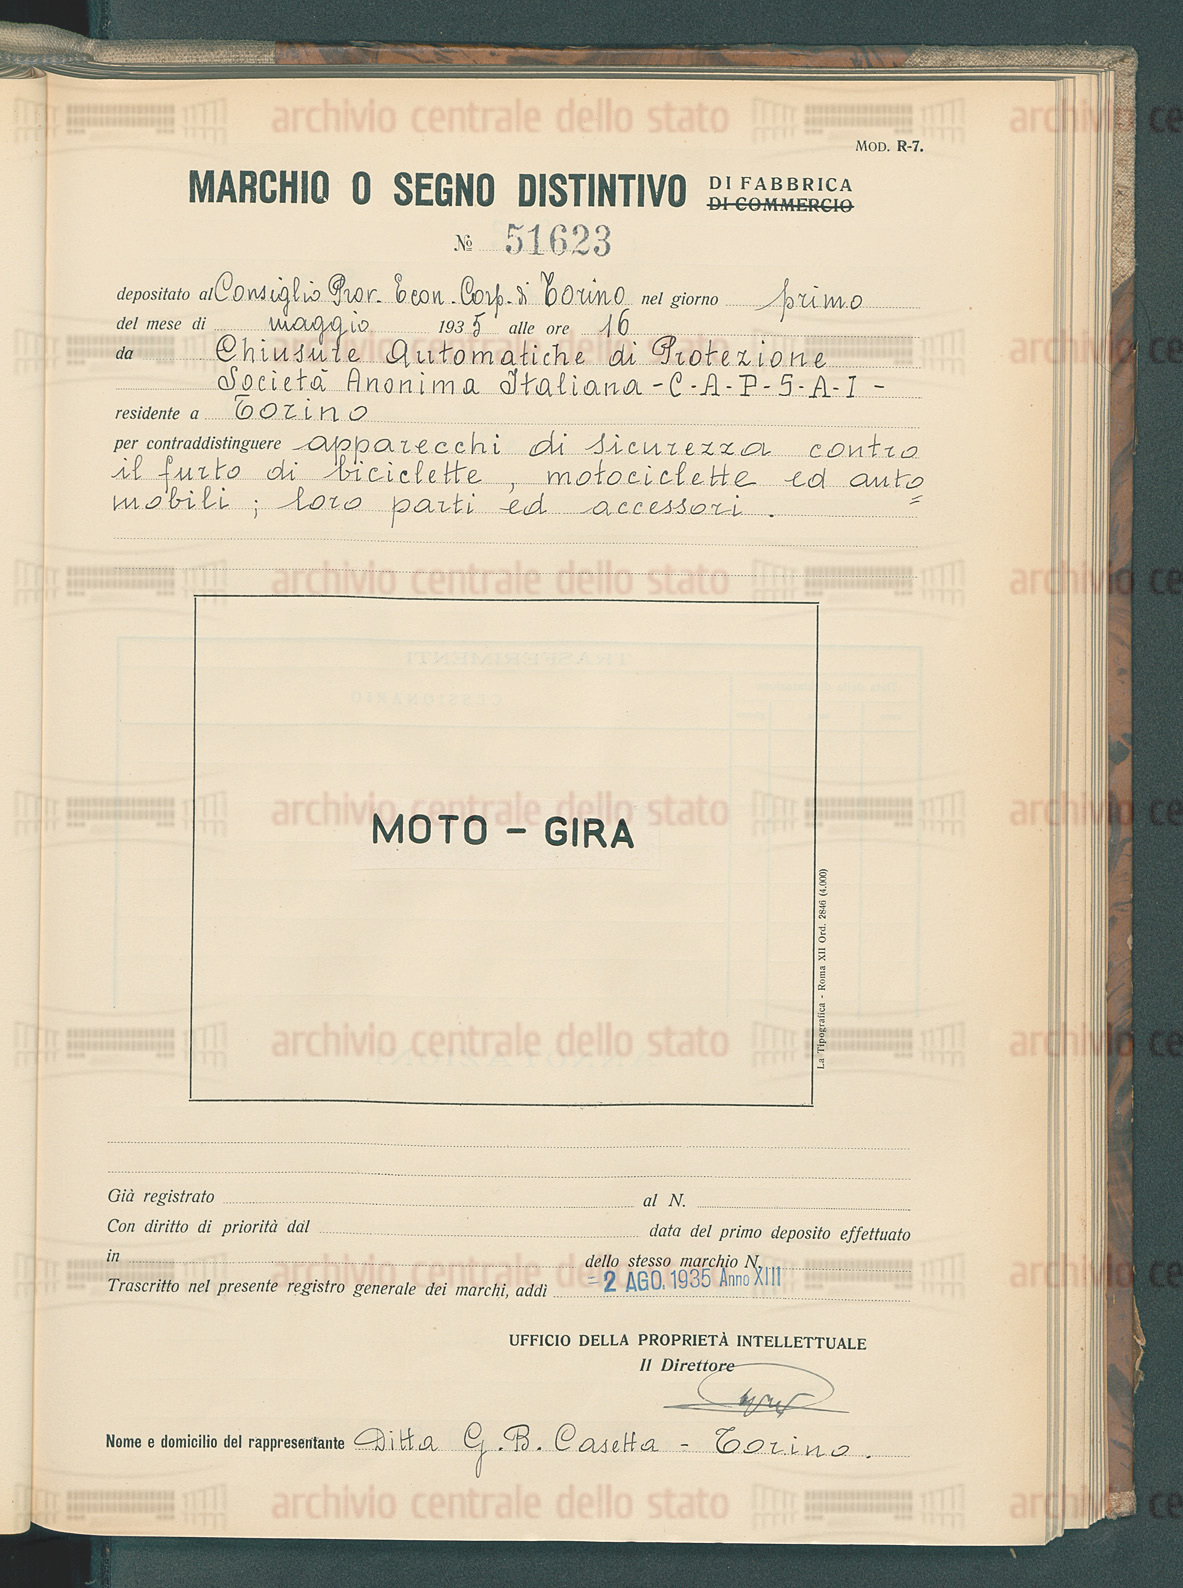 MOD. R-7.
MARCHIO O SEGNO DISTINTIVO DI FABBRICA
DI COMMERCIO
№ 51623
depositato al Consiglio Prov. Econ. Corp. di Torino nel giorno primo
del mese di maggio 1935 alle ore 16
da Chiusure Automatiche di Protezione
Società Anonima Italiana - C-A-P-S-A-I -
residente a Torino
per contraddistinguere apparecchi di sicurezza contro
il furto di biciclette, motociclette ed auto=
mobili; loro parti ed accessori.
MOTO - GIRA
La Tipografica - Roma XII Ord. 2846 (4.000)
Già registrato al N.
Con diritto di priorità dal data del primo deposito effettuato
in dello stesso marchio N.
Trascritto nel presente registro generale dei marchi, addì = 2 AGO. 1935 Anno XIII
UFFICIO DELLA PROPRIETÀ INTELLETTUALE
Il Direttore
Nome e domicilio del rappresentante Ditta G. B. Casetta - Torino.
archivio centrale dello stato
TRASFERIMENTI
CESSIONARIO